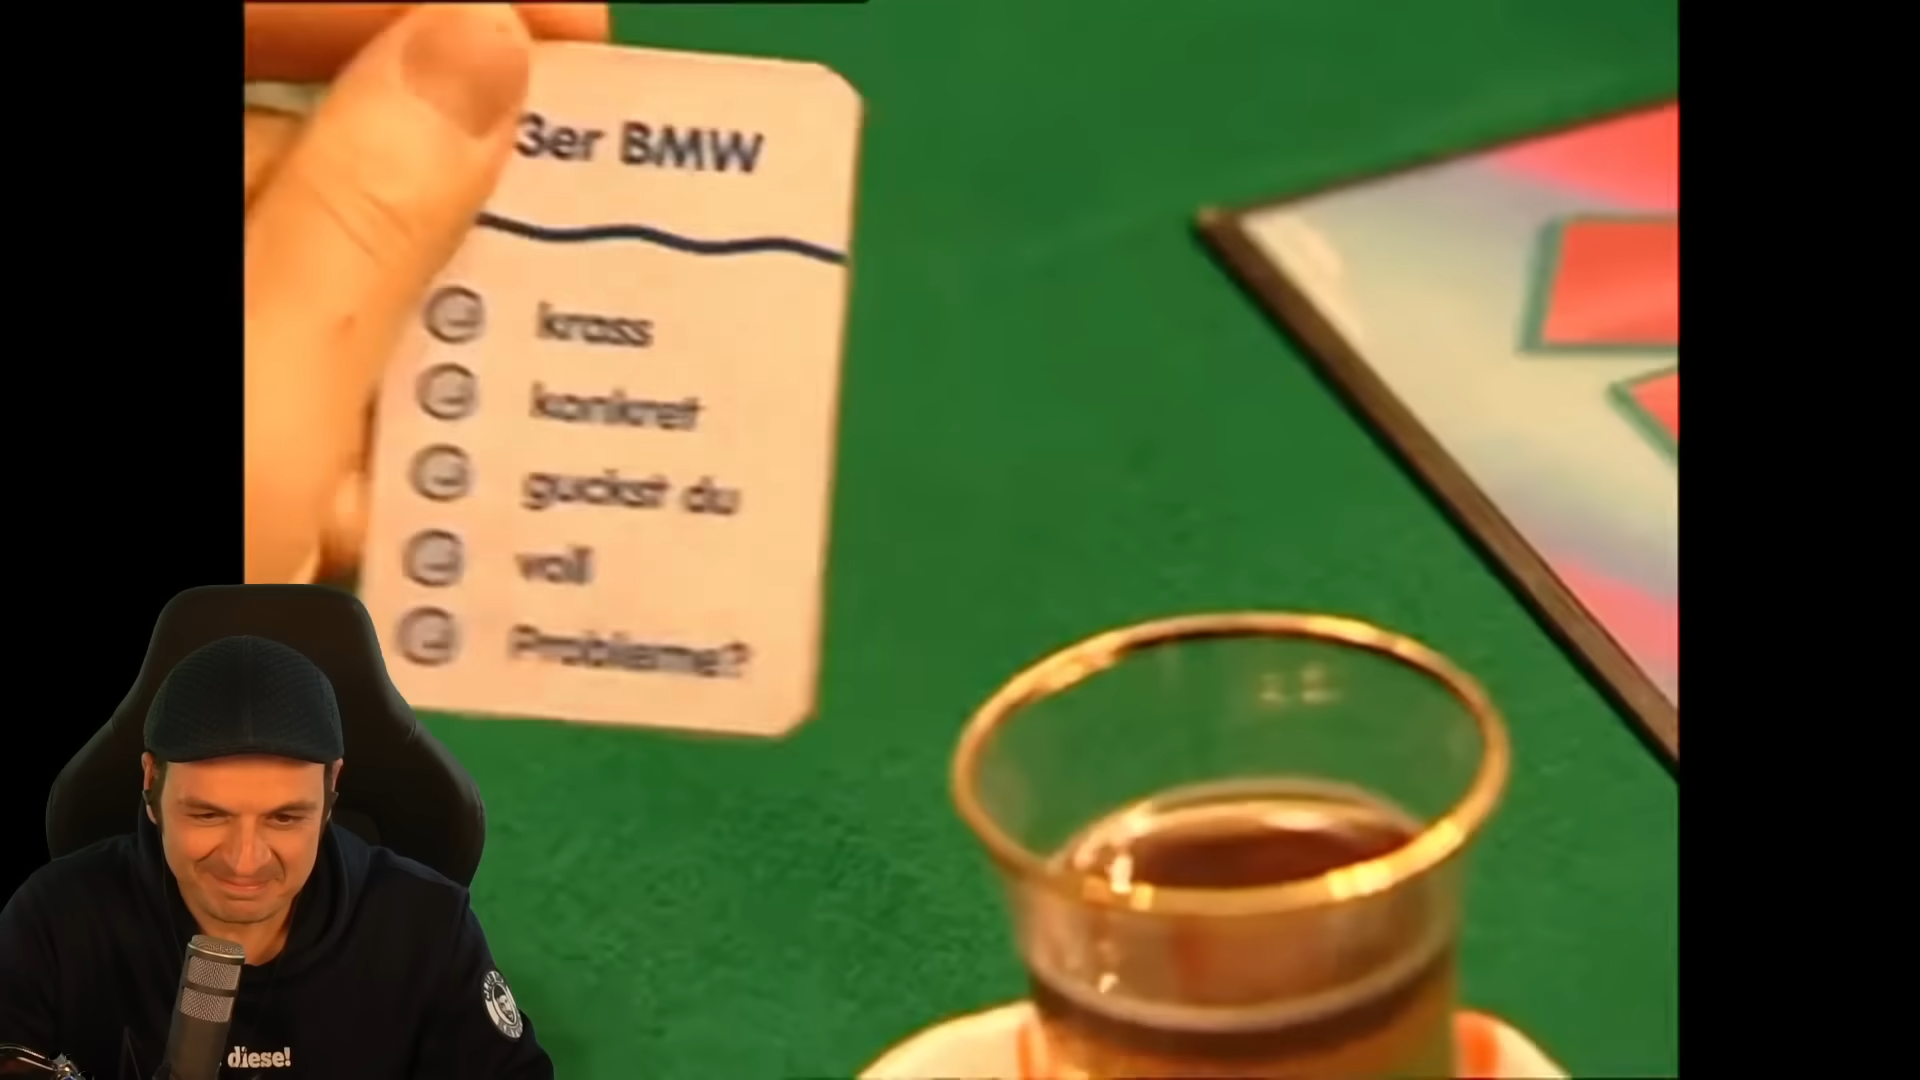 3er BMW
krass
konkret
guckst du
voll
Probleme?
diese!